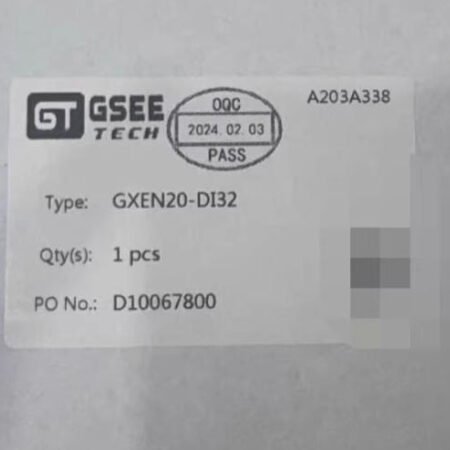 GT GSEE TECH
OQC
2024.02.03
PASS
A203A338
Type: GXEN20-DI32
Qty(s): 1 pcs
PO No.: D10067800